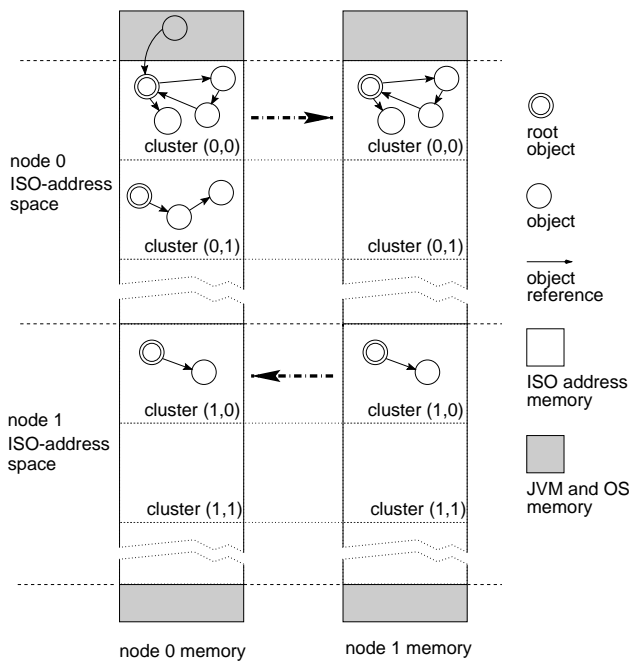 cluster (0,0)
cluster (0,0)
node 0
ISO-address
space
cluster (0,1)
cluster (0,1)
cluster (1,0)
cluster (1,0)
node 1
ISO-address
space
cluster (1,1)
cluster (1,1)
node 0 memory
node 1 memory
root
object
object
object
reference
ISO address
memory
JVM and OS
memory